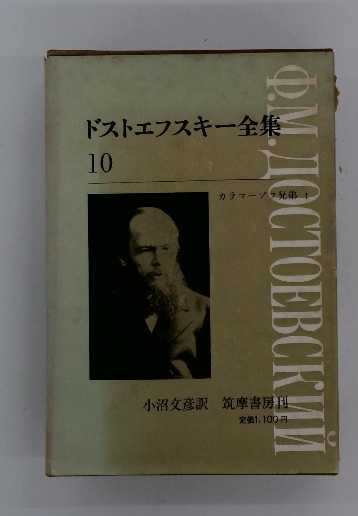 ドストエフスキー全集
10
カラマーゾフ兄弟 I
Ф.М.ДОСТОЕВСКИЙ
小沼文彦訳 筑摩書房刊
定価1,100円